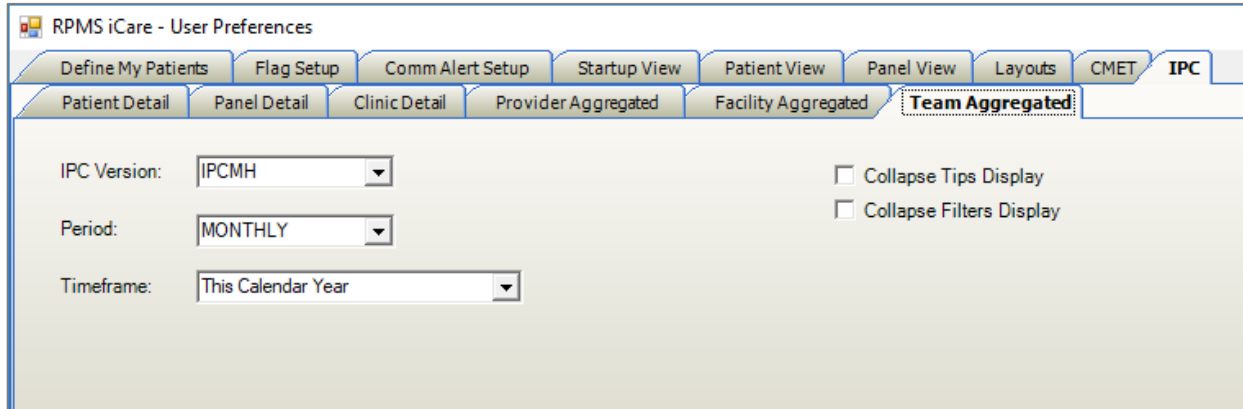 RPMS iCare - User Preferences
Define My Patients Flag Setup Comm Alert Setup Startup View Patient View Panel View Layouts CMET IPC
Patient Detail Panel Detail Clinic Detail Provider Aggregated Facility Aggregated Team Aggregated
IPC Version: IPCMH Collapse Tips Display
Collapse Filters Display
Period: MONTHLY
Timeframe: This Calendar Year